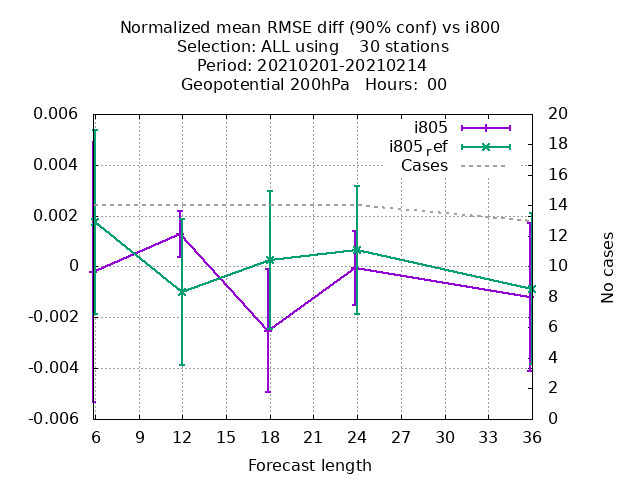 Normalized mean RMSE diff (90% conf) vs i800
Selection: ALL using    30 stations
Period: 20210201-20210214
Geopotential 200hPa   Hours:  00
0.006
0.004
0.002
0
-0.002
-0.004
-0.006
i805
i805ref
Cases
20
18
16
14
12
10
8
6
4
2
0
No cases
6 9 12 15 18 21 24 27 30 33 36
Forecast length